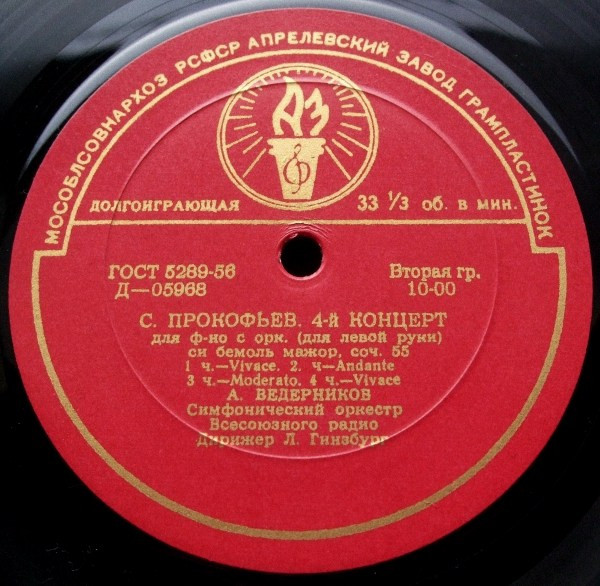 МОСОБЛСОВНАРХОЗ РСФСР АПРЕЛЕВСКИЙ ЗАВОД ГРАМПЛАСТИНОК
АЗ
ДОЛГОИГРАЮЩАЯ 33 1/3 об. в мин.
ГОСТ 5289-56 Вторая гр.
Д—05968 10-00
С. ПРОКОФЬЕВ. 4-й КОНЦЕРТ
для ф-но с орк. (для левой руки)
си бемоль мажор, соч. 55
1 ч.—Vivace. 2. ч—Andante
3 ч.—Moderato. 4 ч.—Vivace
А. ВЕДЕРНИКОВ
Симфонический оркестр
Всесоюзного радио
Дирижер Л. Гинзбург